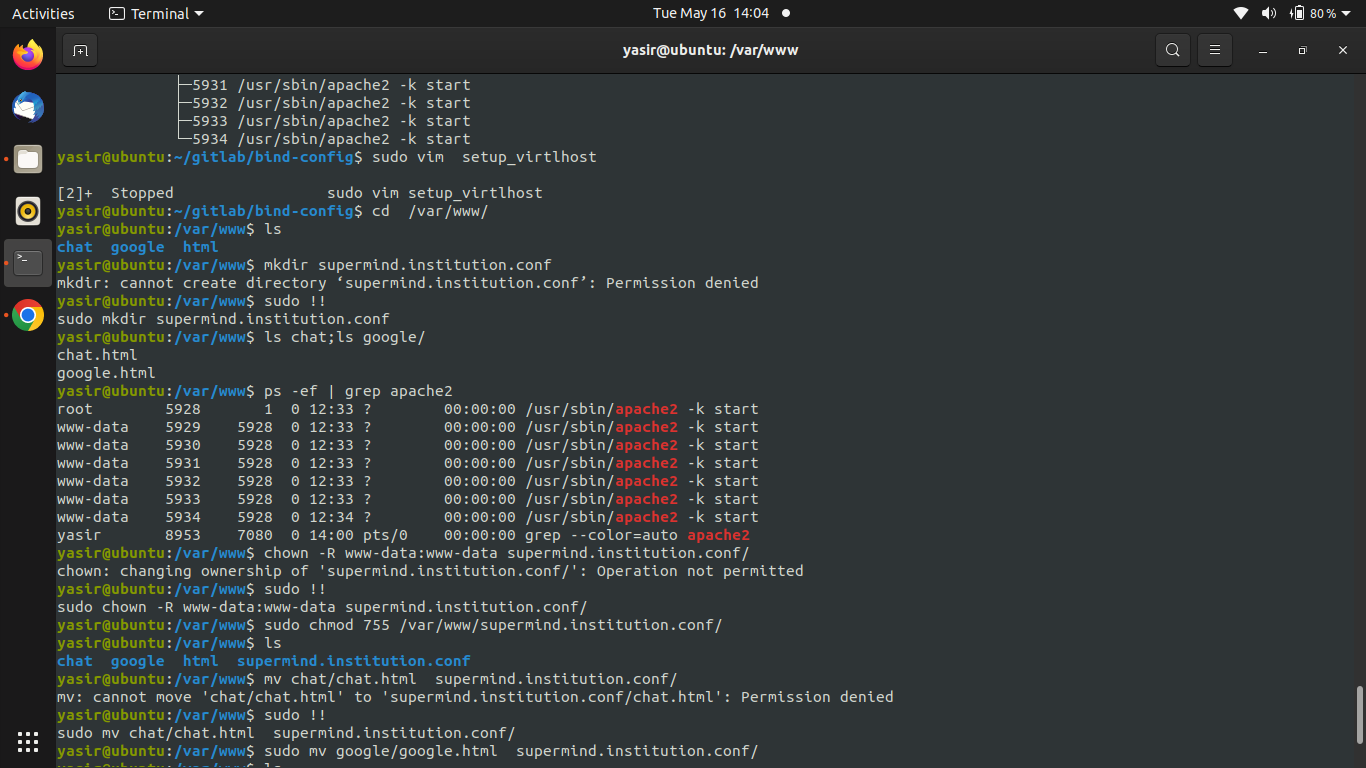 Activities Terminal Tue May 16 14:04 80 %
yasir@ubuntu: /var/www
├─5931 /usr/sbin/apache2 -k start
├─5932 /usr/sbin/apache2 -k start
├─5933 /usr/sbin/apache2 -k start
└─5934 /usr/sbin/apache2 -k start
yasir@ubuntu:~/gitlab/bind-config$ sudo vim  setup_virtlhost
[2]+  Stopped                 sudo vim setup_virtlhost
yasir@ubuntu:~/gitlab/bind-config$ cd  /var/www/
yasir@ubuntu:/var/www$ ls
chat  google  html
yasir@ubuntu:/var/www$ mkdir supermind.institution.conf
mkdir: cannot create directory ‘supermind.institution.conf’: Permission denied
yasir@ubuntu:/var/www$ sudo !!
sudo mkdir supermind.institution.conf
yasir@ubuntu:/var/www$ ls chat;ls google/
chat.html
google.html
yasir@ubuntu:/var/www$ ps -ef | grep apache2
root        5928       1  0 12:33 ?        00:00:00 /usr/sbin/apache2 -k start
www-data    5929    5928  0 12:33 ?        00:00:00 /usr/sbin/apache2 -k start
www-data    5930    5928  0 12:33 ?        00:00:00 /usr/sbin/apache2 -k start
www-data    5931    5928  0 12:33 ?        00:00:00 /usr/sbin/apache2 -k start
www-data    5932    5928  0 12:33 ?        00:00:00 /usr/sbin/apache2 -k start
www-data    5933    5928  0 12:33 ?        00:00:00 /usr/sbin/apache2 -k start
www-data    5934    5928  0 12:34 ?        00:00:00 /usr/sbin/apache2 -k start
yasir       8953    7080  0 14:00 pts/0    00:00:00 grep --color=auto apache2
yasir@ubuntu:/var/www$ chown -R www-data:www-data supermind.institution.conf/
chown: changing ownership of 'supermind.institution.conf/': Operation not permitted
yasir@ubuntu:/var/www$ sudo !!
sudo chown -R www-data:www-data supermind.institution.conf/
yasir@ubuntu:/var/www$ sudo chmod 755 /var/www/supermind.institution.conf/
yasir@ubuntu:/var/www$ ls
chat  google  html  supermind.institution.conf
yasir@ubuntu:/var/www$ mv chat/chat.html  supermind.institution.conf/
mv: cannot move 'chat/chat.html' to 'supermind.institution.conf/chat.html': Permission denied
yasir@ubuntu:/var/www$ sudo !!
sudo mv chat/chat.html  supermind.institution.conf/
yasir@ubuntu:/var/www$ sudo mv google/google.html  supermind.institution.conf/
yasir@ubuntu:/var/www$ ls